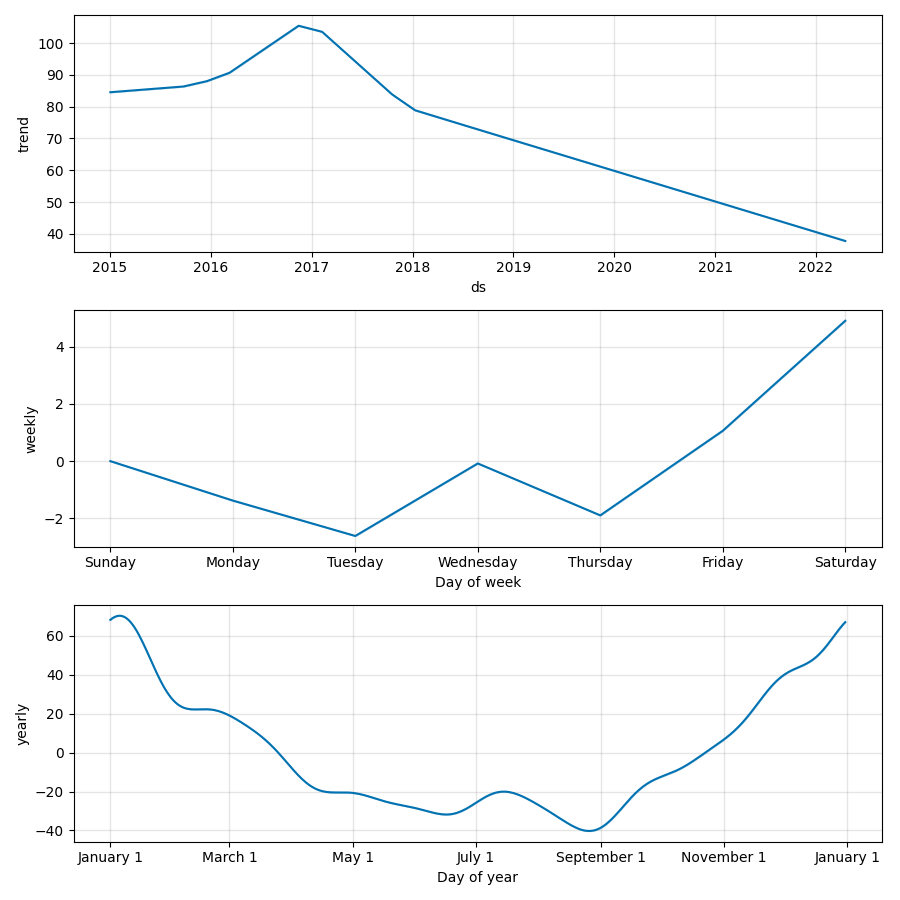 trend
100
90
80
70
60
50
40
2015 2016 2017 2018 2019 2020 2021 2022
ds
weekly
4
2
0
−2
Sunday Monday Tuesday Wednesday Thursday Friday Saturday
Day of week
yearly
60
40
20
0
−20
−40
January 1 March 1 May 1 July 1 September 1 November 1 January 1
Day of year